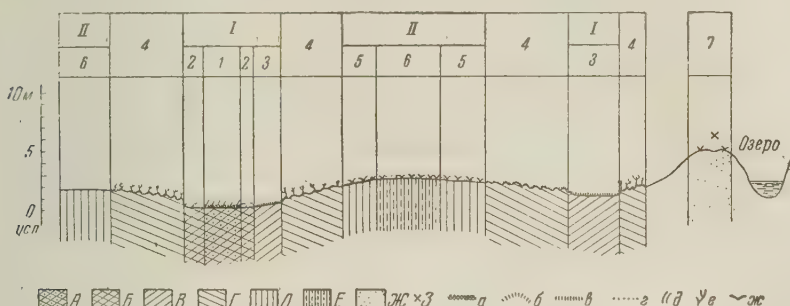 II 4 I 4 II 4 I 4 7
6 2 1 2 3 5 6 5 3
10м
5
Озеро
0
усл
А Б В Г Д Е Ж З а б в г д е ж